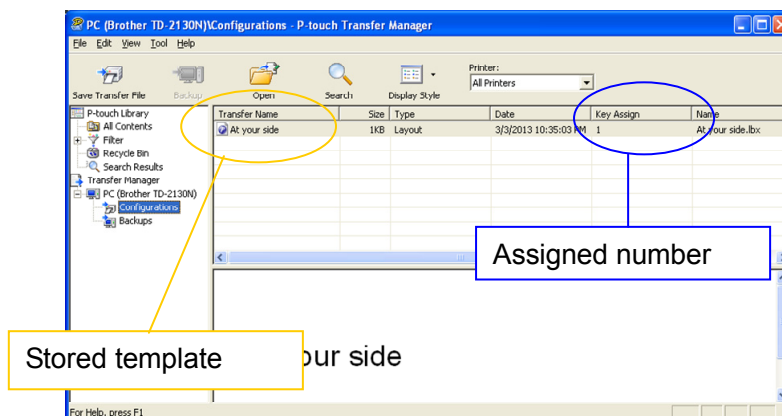 PC (Brother TD-2130N)\Configurations - P-touch Transfer Manager
File Edit View Tool Help
Save Transfer File Backup Open Search Display Style Printer:
All Printers
P-touch Library
All Contents
Filter
Recycle Bin
Search Results
Transfer Manager
PC (Brother TD-2130N)
Configurations
Backups
Transfer Name Size Type Date Key Assign Name
At your side 1KB Layout 3/3/2013 10:35:03 PM 1 At your side.lbx
Assigned number
Stored template
our side
For Help, press F1